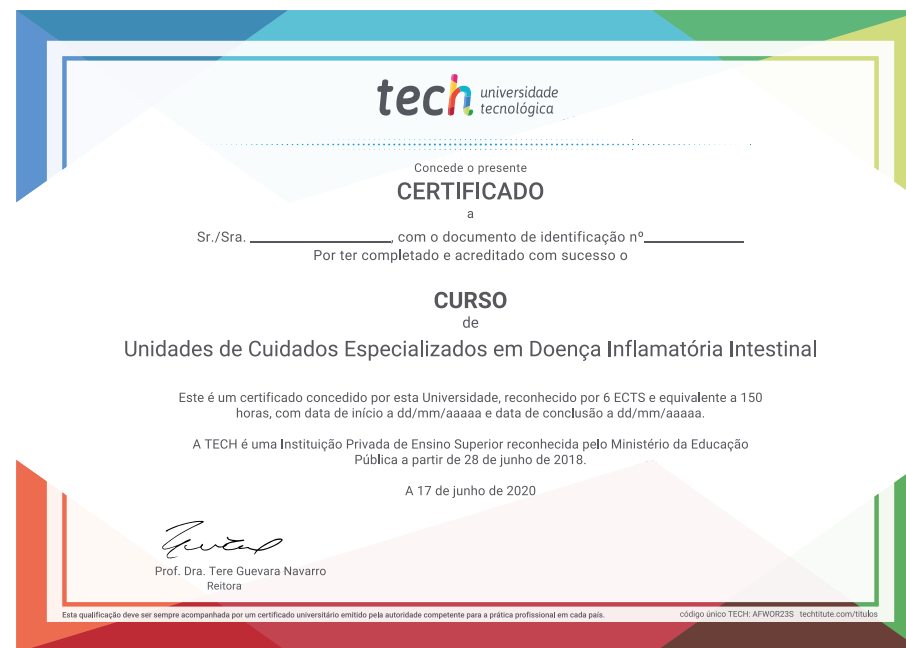 tech universidade
tecnológica
Concede o presente
CERTIFICADO
a
Sr./Sra. ____________________, com o documento de identificação nº______________
Por ter completado e acreditado com sucesso o
CURSO
de
Unidades de Cuidados Especializados em Doença Inflamatória Intestinal
Este é um certificado concedido por esta Universidade, reconhecido por 6 ECTS e equivalente a 150
horas, com data de início a dd/mm/aaaaa e data de conclusão a dd/mm/aaaaa.
A TECH é uma Instituição Privada de Ensino Superior reconhecida pelo Ministério da Educação
Pública a partir de 28 de junho de 2018.
A 17 de junho de 2020
Prof. Dra. Tere Guevara Navarro
Reitora
Esta qualificação deve ser sempre acompanhada por um certificado universitário emitido pela autoridade competente para a prática profissional em cada país.
código único TECH: AFWOR23S techtitute.com/titulos